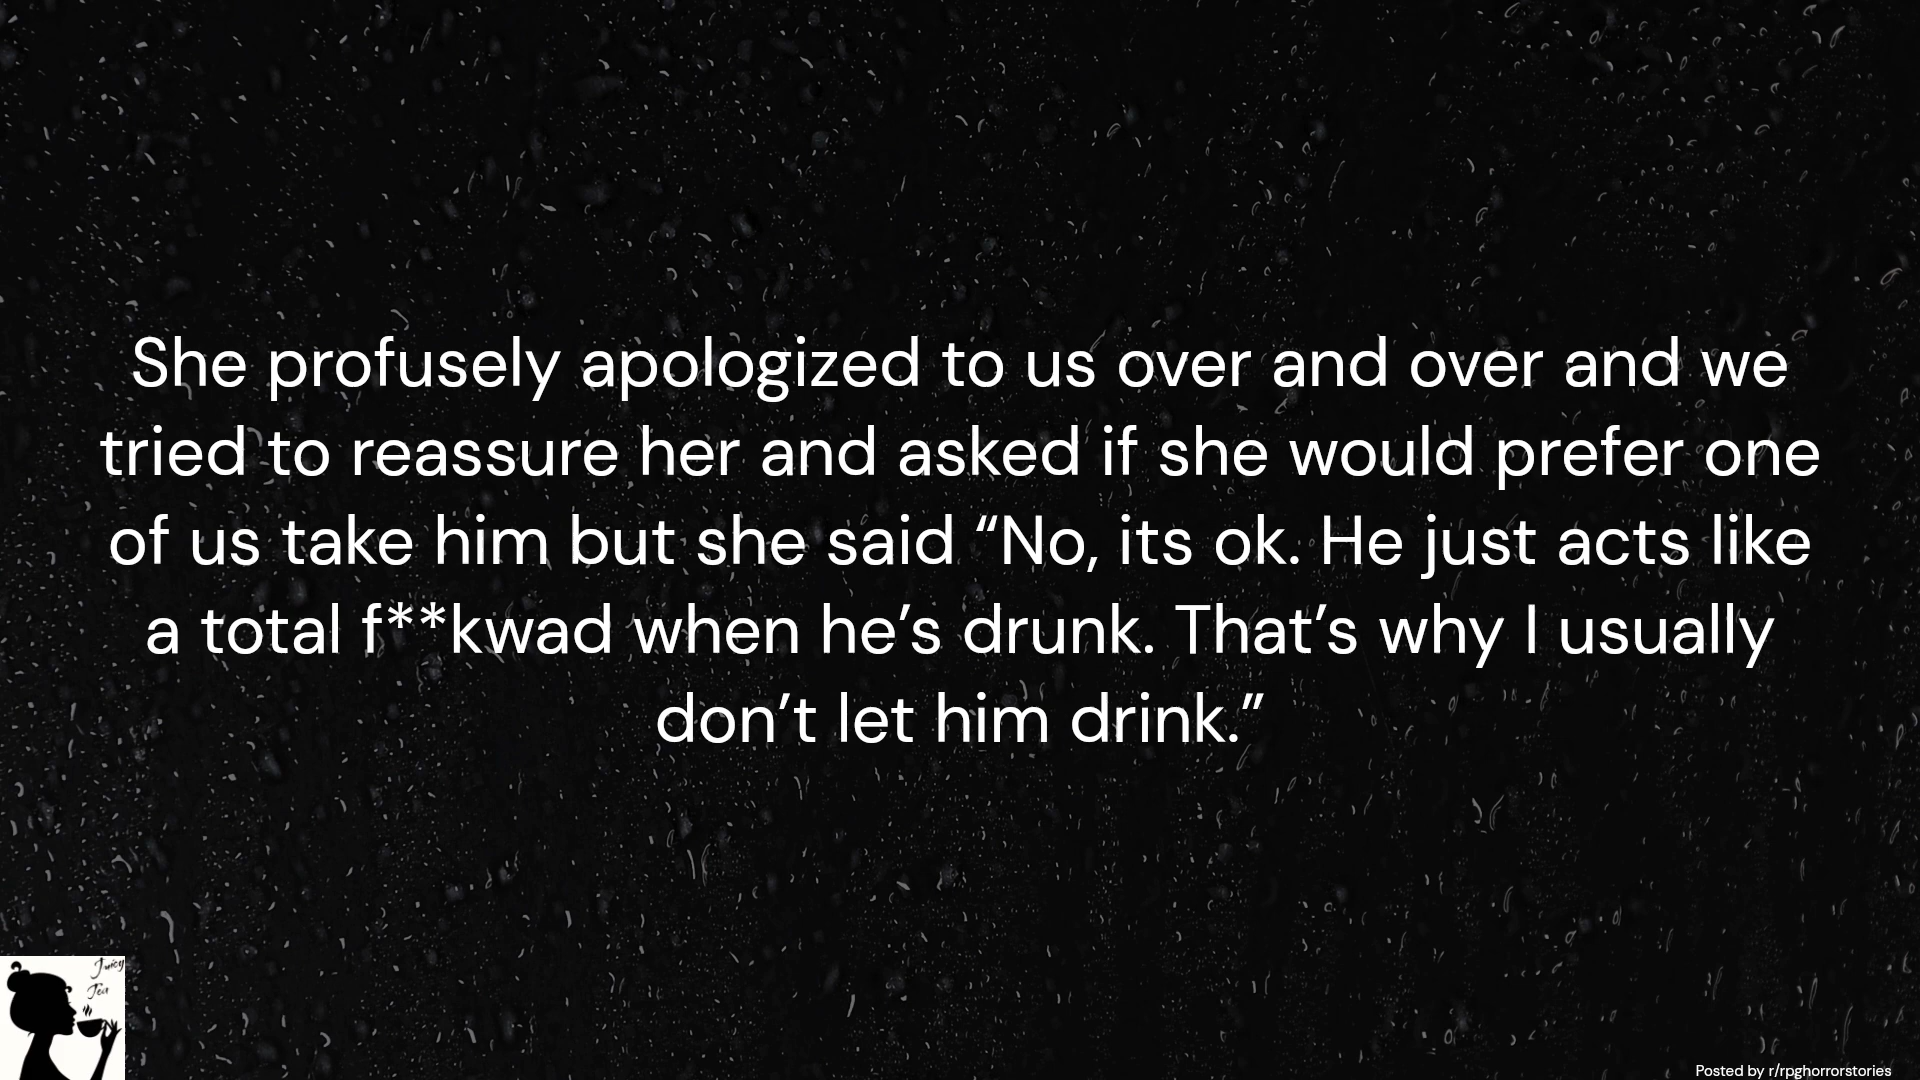 She profusely apologized to us over and over and we
tried to reassure her and asked if she would prefer one
of us take him but she said “No, its ok. He just acts like
a total f**kwad when he’s drunk. That’s why I usually
don’t let him drink.”
Juicy
Tea
Posted by r/rpghorrorstories